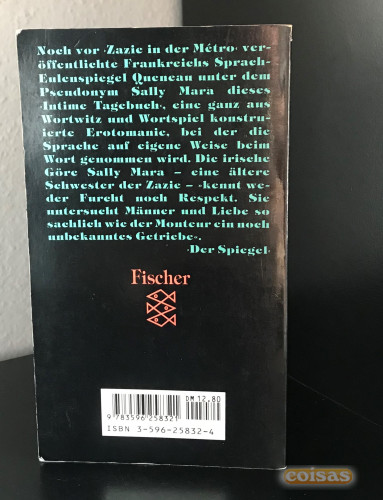 Noch vor ›Zazie in der Métro‹ ver-
öffentlichte Frankreichs Sprach-
Eulenspiegel Queneau unter dem
Pseudonym Sally Mara dieses
›Intime Tagebuch‹, eine ganz aus
Wortwitz und Wortspiel konstru-
ierte Erotomanie, bei der die
Sprache auf eigene Weise beim
Wort genommen wird. Die irische
Göre Sally Mara – eine ältere
Schwester der Zazie – »kennt we-
der Furcht noch Respekt. Sie
untersucht Männer und Liebe so
sachlich wie der Monteur ein noch
unbekanntes Getriebe«.
›Der Spiegel‹
Fischer
DM 12.80
9 783596 258321
ISBN 3-596-25832-4
coisas